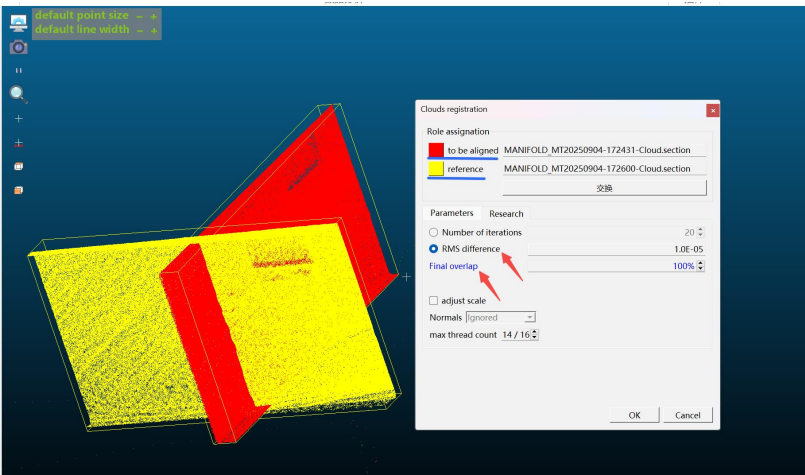 default point size – +
default line width – +
Clouds registration
Role assignation
to be aligned MANIFOLD_MT20250904-172431-Cloud.section
reference MANIFOLD_MT20250904-172600-Cloud.section
交换
Parameters Research
Number of iterations 20
RMS difference 1.0E-05
Final overlap 100%
adjust scale
Normals Ignored
max thread count 14 / 16
OK Cancel